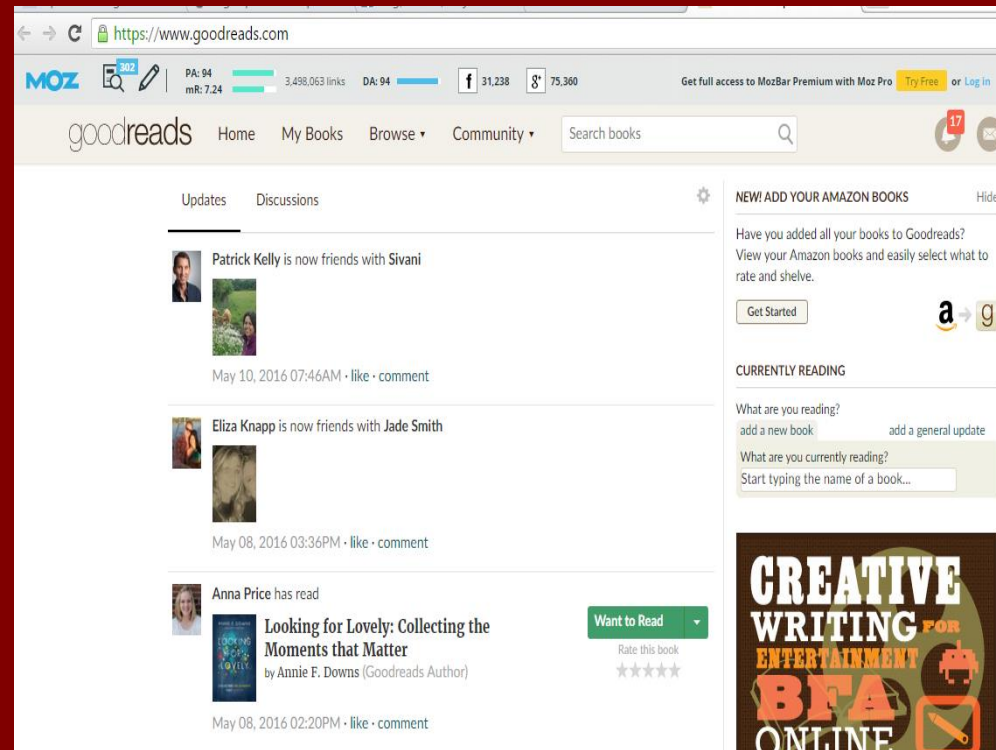 https://www.goodreads.com
MOZ 302 PA: 94 3,498,063 links DA: 94 f 31,238 g+ 75,360 Get full access to MozBar Premium with Moz Pro Try Free or Log in
mR: 7.24
goodreads Home My Books Browse ▾ Community ▾ Search books 17
Updates Discussions
Patrick Kelly is now friends with Sivani
May 10, 2016 07:46AM · like · comment
Eliza Knapp is now friends with Jade Smith
May 08, 2016 03:36PM · like · comment
Anna Price has read
Looking for Lovely: Collecting the
Moments that Matter
by Annie F. Downs (Goodreads Author)
Want to Read
Rate this book
May 08, 2016 02:20PM · like · comment
NEW! ADD YOUR AMAZON BOOKS Hide
Have you added all your books to Goodreads?
View your Amazon books and easily select what to
rate and shelve.
Get Started a g
CURRENTLY READING
What are you reading?
add a new book add a general update
What are you currently reading?
Start typing the name of a book...
CREATIVE
WRITING FOR
ENTERTAINMENT
BFA
ONLINE